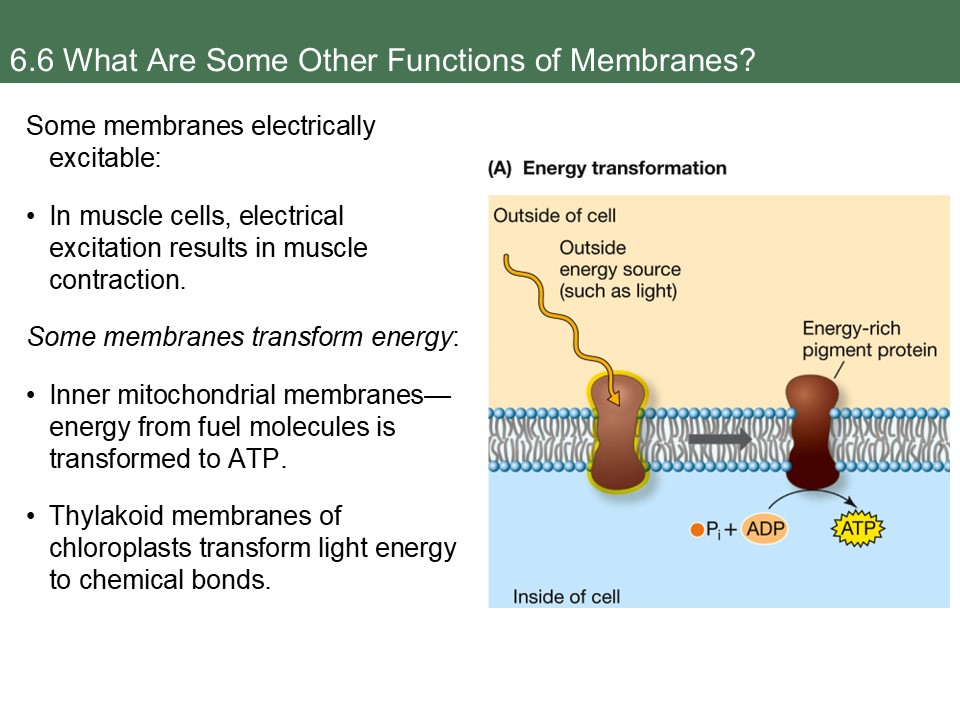 6.6 What Are Some Other Functions of Membranes?
Some membranes electrically
excitable:
• In muscle cells, electrical
excitation results in muscle
contraction.
Some membranes transform energy:
• Inner mitochondrial membranes—
energy from fuel molecules is
transformed to ATP.
• Thylakoid membranes of
chloroplasts transform light energy
to chemical bonds.
(A) Energy transformation
Outside of cell
Outside
energy source
(such as light)
Energy-rich
pigment protein
Pi + ADP
ATP
Inside of cell